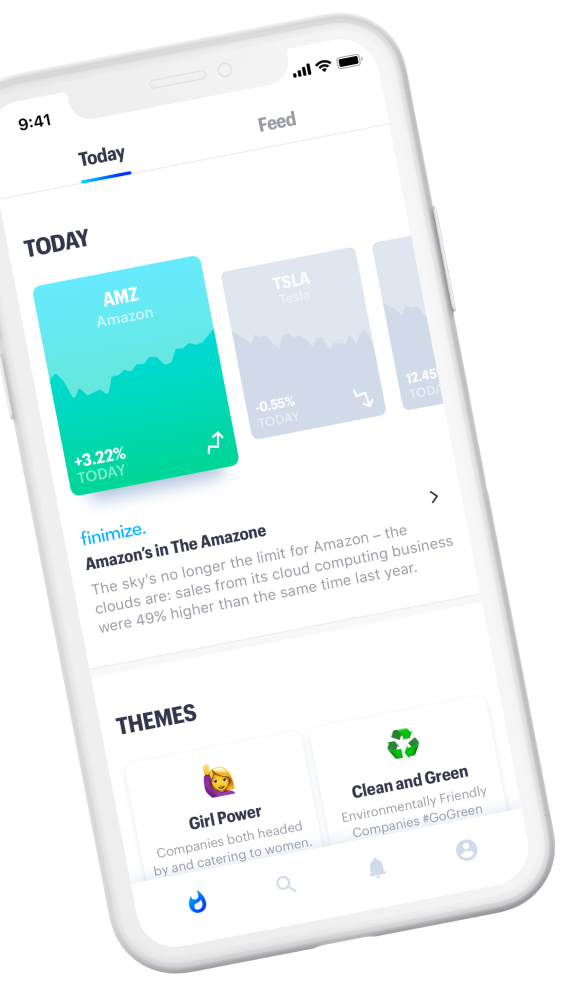 9:41
Today
Feed
TODAY
AMZ
Amazon
+3.22%
TODAY
TSLA
Tesla
-0.55%
TODAY
12.45
TODA
finimize.
Amazon's in The Amazone
The sky's no longer the limit for Amazon – the
clouds are: sales from its cloud computing business
were 49% higher than the same time last year.
THEMES
Girl Power
Companies both headed
by and catering to women.
Clean and Green
Environmentally Friendly
Companies #GoGreen